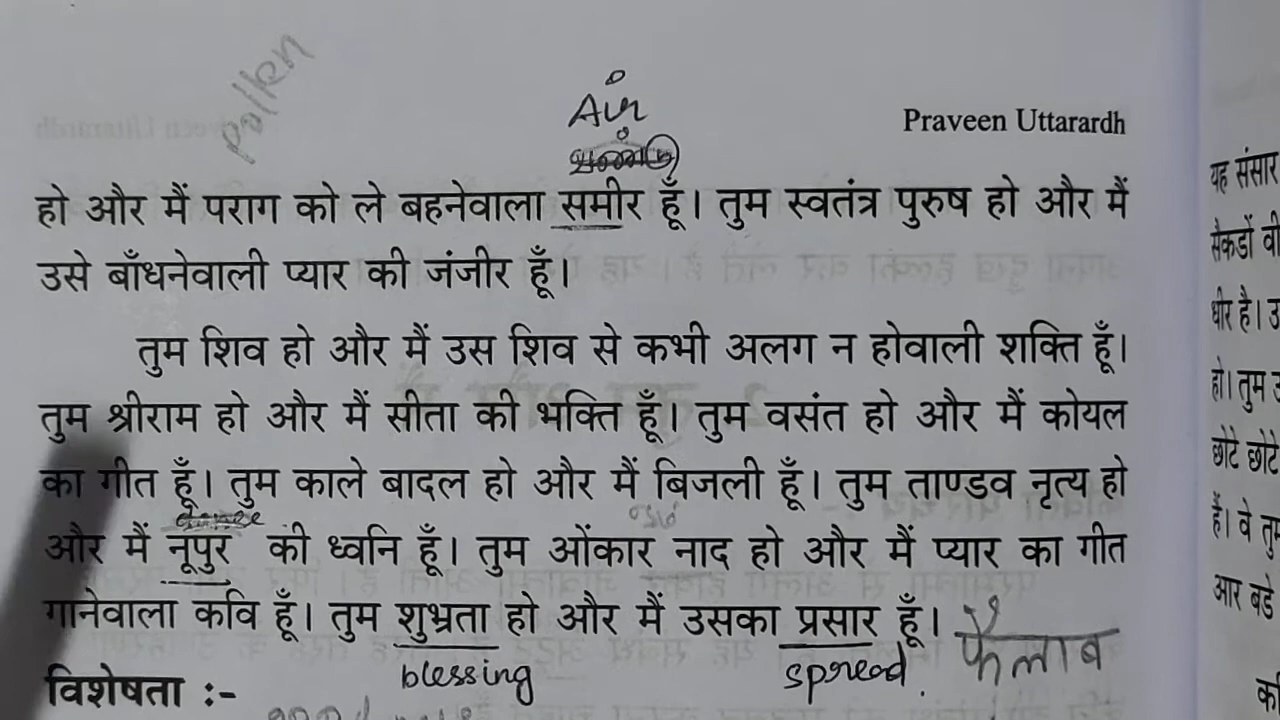 pollen
Air
Praveen Uttarardh
हो और मैं पराग को ले बहनेवाला समीर हूँ। तुम स्वतंत्र पुरुष हो और मैं
उसे बाँधनेवाली प्यार की जंजीर हूँ।
तुम शिव हो और मैं उस शिव से कभी अलग न होवाली शक्ति हूँ।
तुम श्रीराम हो और मैं सीता की भक्ति हूँ। तुम वसंत हो और मैं कोयल
का गीत हूँ। तुम काले बादल हो और मैं बिजली हूँ। तुम ताण्डव नृत्य हो
और मैं नूपुर की ध्वनि हूँ। तुम ओंकार नाद हो और मैं प्यार का गीत
गानेवाला कवि हूँ। तुम शुभ्रता हो और मैं उसका प्रसार हूँ।
blessing spread. फैलाब
विशेषता :-
यह संसार
सैकडों वी
धीर है। उ
हो। तुम उ
छोटे छोटे
हैं। वे तुम
आर बडे